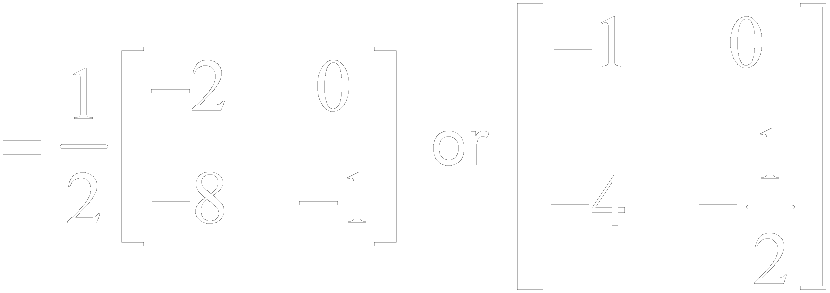 = 1/2 [ -2 0 ; -8 -1 ] or [ -1 0 ; -4 -1/2 ]